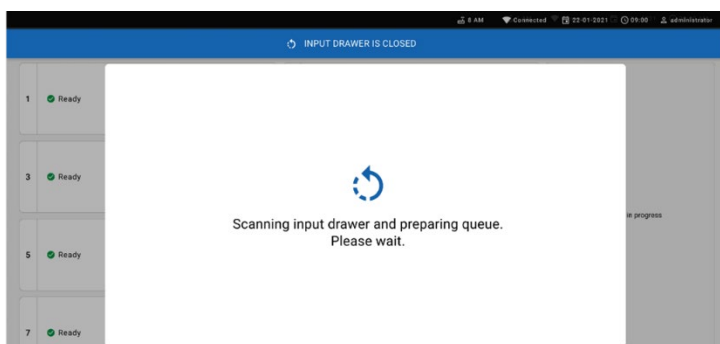 8 AM Connected 22-01-2021 09:00 administrator
INPUT DRAWER IS CLOSED
1 Ready
3 Ready
in progress
Scanning input drawer and preparing queue.
Please wait.
5 Ready
7 Ready